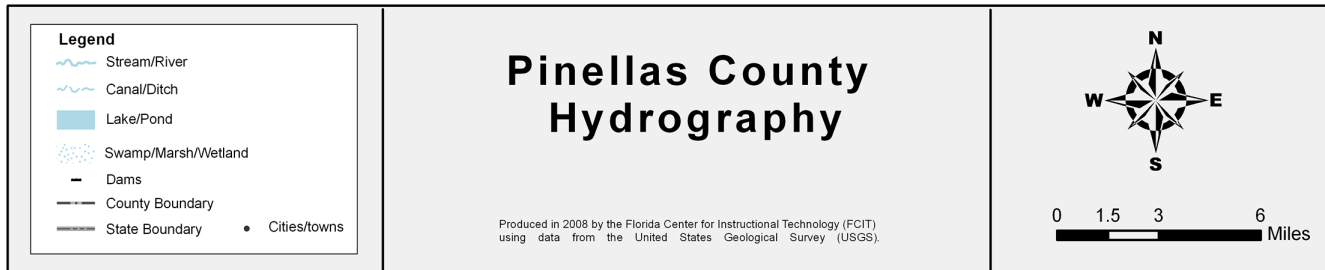 Legend
Stream/River
Canal/Ditch
Lake/Pond
Swamp/Marsh/Wetland
Dams
County Boundary
State Boundary
Cities/towns
Pinellas County
Hydrography
Produced in 2008 by the Florida Center for Instructional Technology (FCIT)
using data from the United States Geological Survey (USGS).
N
W E
S
0 1.5 3 6
Miles